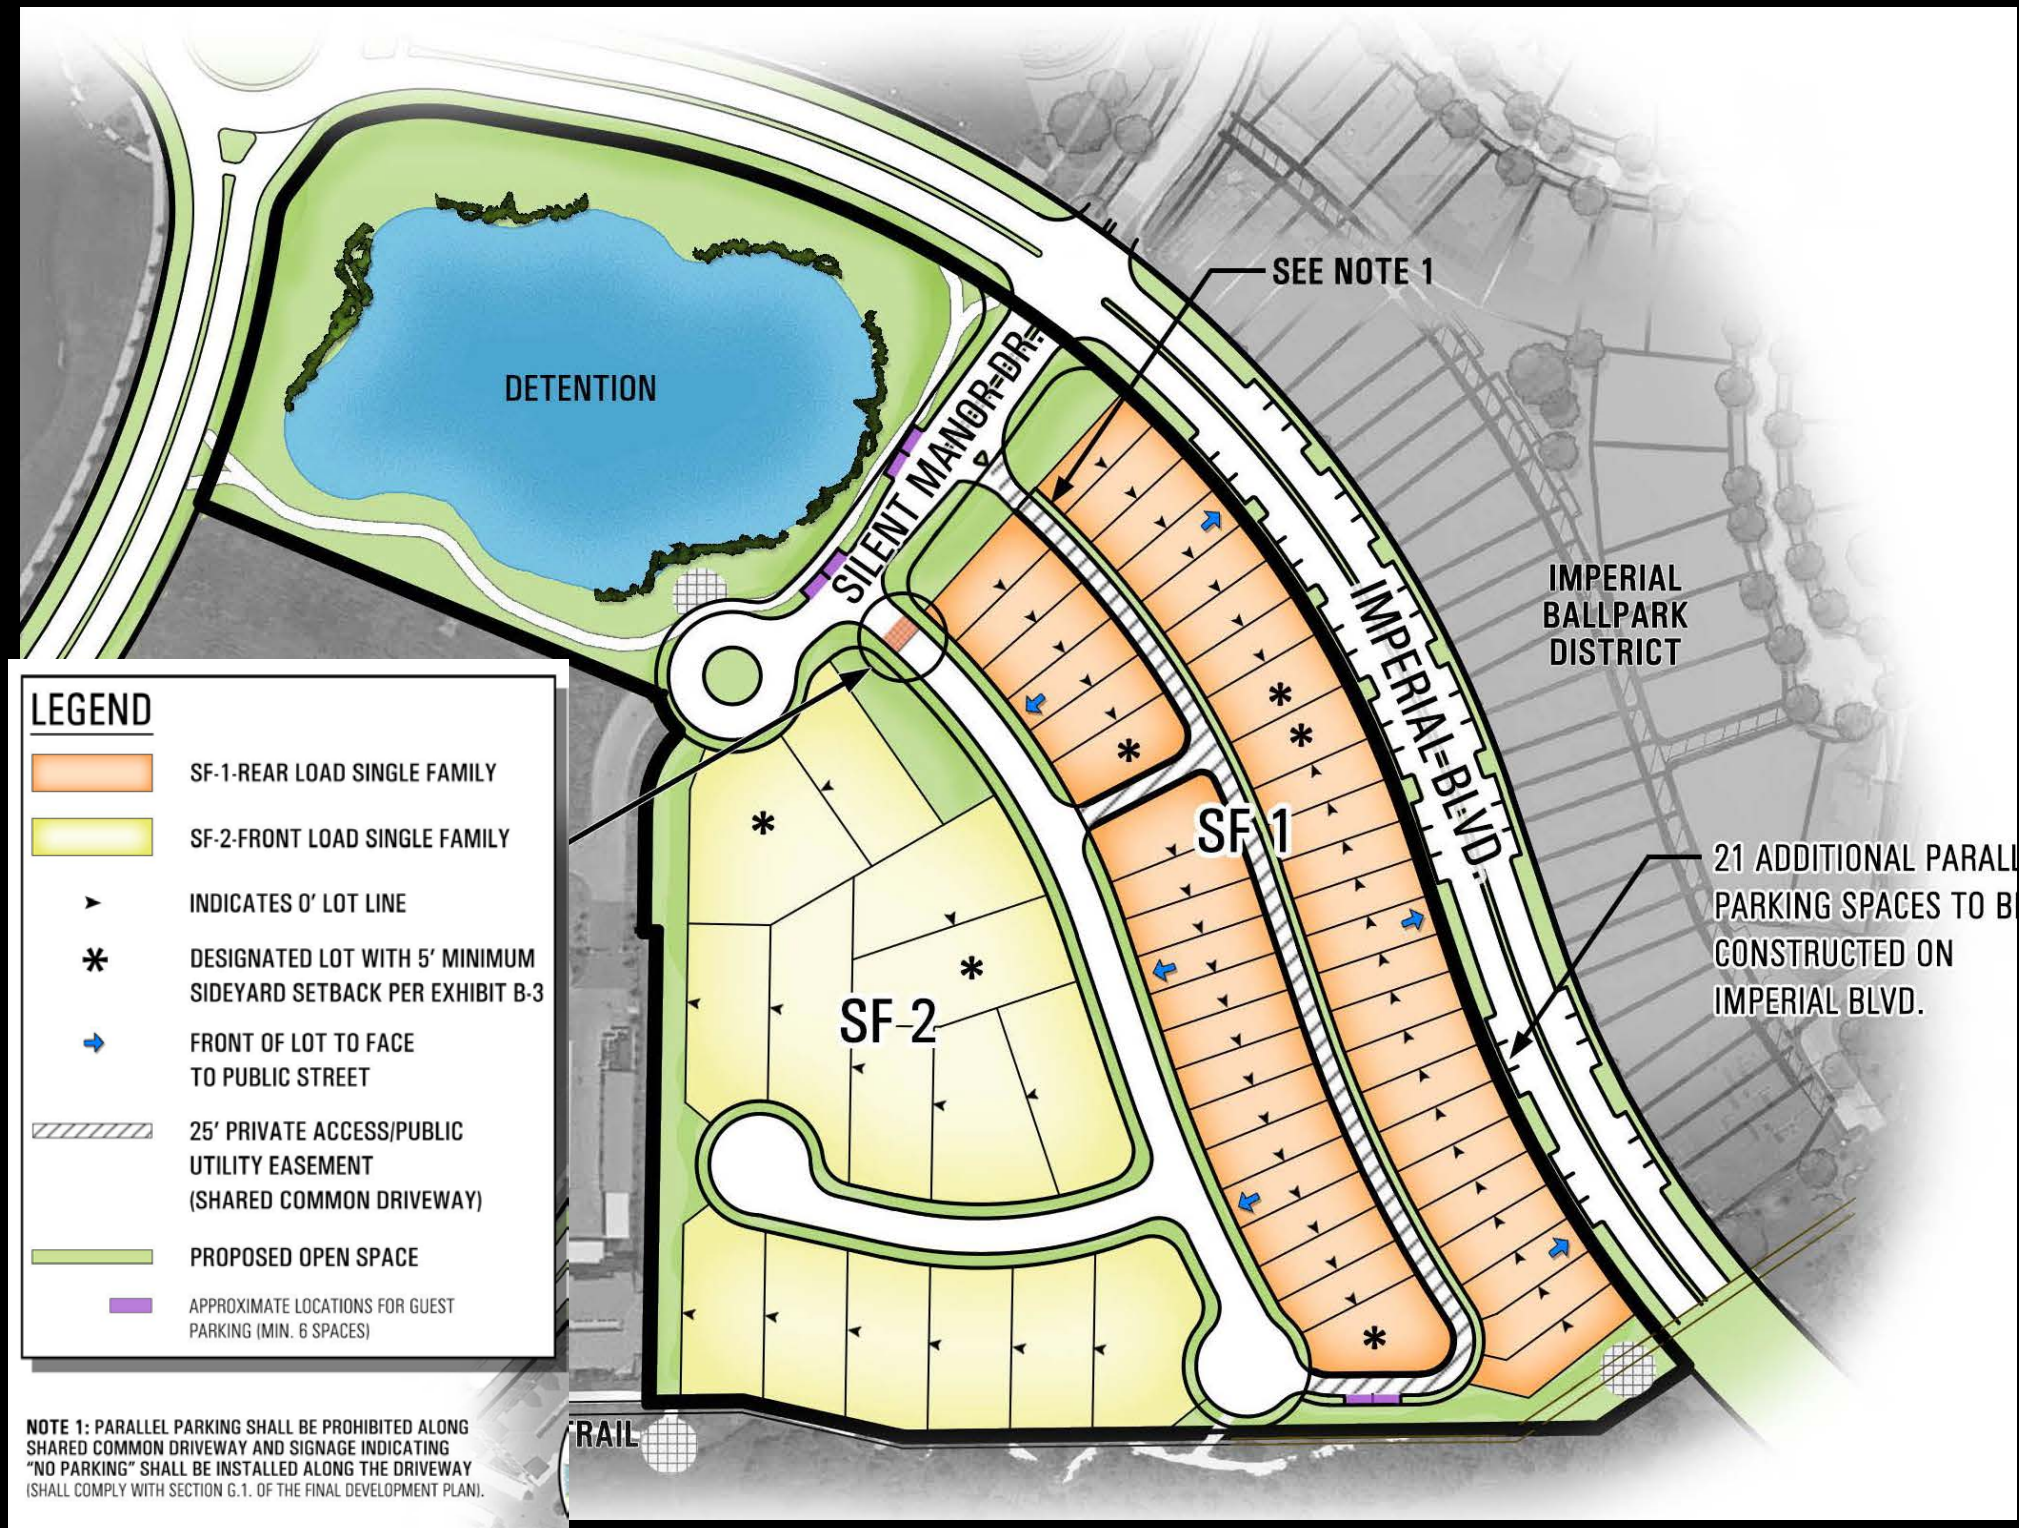 SEE NOTE 1
DETENTION
SILENT MANOR DR.
IMPERIAL
BALLPARK
DISTRICT
IMPERIAL BLVD.
SF 1
21 ADDITIONAL PARALL
PARKING SPACES TO B
CONSTRUCTED ON
IMPERIAL BLVD.
SF-2
LEGEND
SF-1-REAR LOAD SINGLE FAMILY
SF-2-FRONT LOAD SINGLE FAMILY
INDICATES 0' LOT LINE
DESIGNATED LOT WITH 5' MINIMUM
SIDEYARD SETBACK PER EXHIBIT B-3
FRONT OF LOT TO FACE
TO PUBLIC STREET
25' PRIVATE ACCESS/PUBLIC
UTILITY EASEMENT
(SHARED COMMON DRIVEWAY)
PROPOSED OPEN SPACE
APPROXIMATE LOCATIONS FOR GUEST
PARKING (MIN. 6 SPACES)
NOTE 1: PARALLEL PARKING SHALL BE PROHIBITED ALONG
SHARED COMMON DRIVEWAY AND SIGNAGE INDICATING
"NO PARKING" SHALL BE INSTALLED ALONG THE DRIVEWAY
(SHALL COMPLY WITH SECTION G.1. OF THE FINAL DEVELOPMENT PLAN).
TRAIL